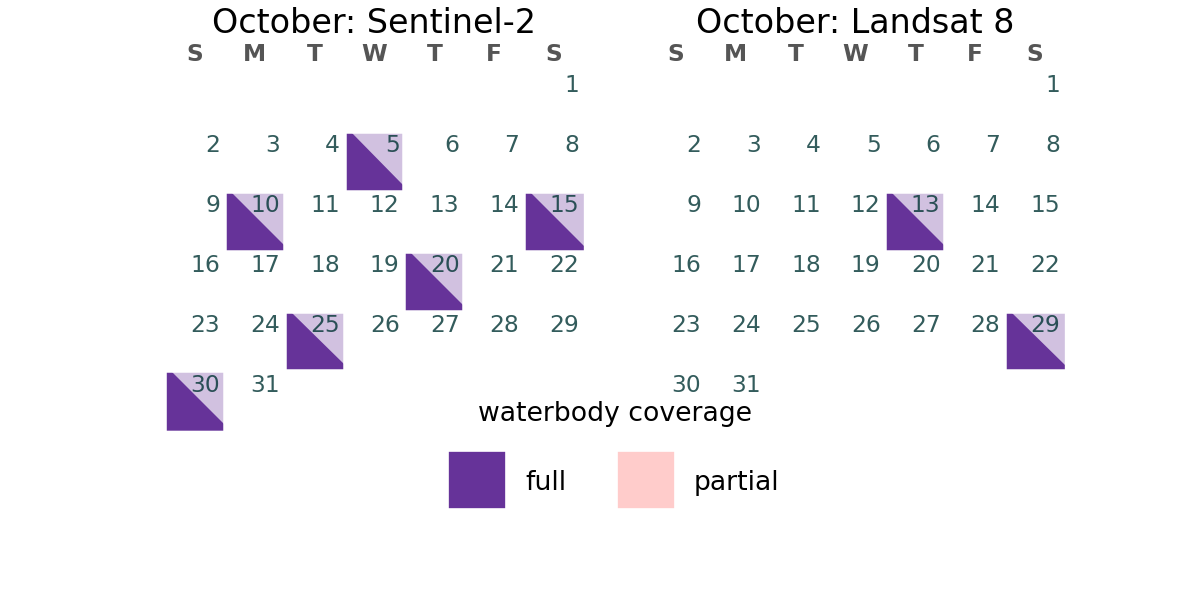 October: Sentinel-2
S M T W T F S
1
2 3 4 5 6 7 8
9 10 11 12 13 14 15
16 17 18 19 20 21 22
23 24 25 26 27 28 29
30 31
October: Landsat 8
S M T W T F S
1
2 3 4 5 6 7 8
9 10 11 12 13 14 15
16 17 18 19 20 21 22
23 24 25 26 27 28 29
30 31
waterbody coverage
full partial